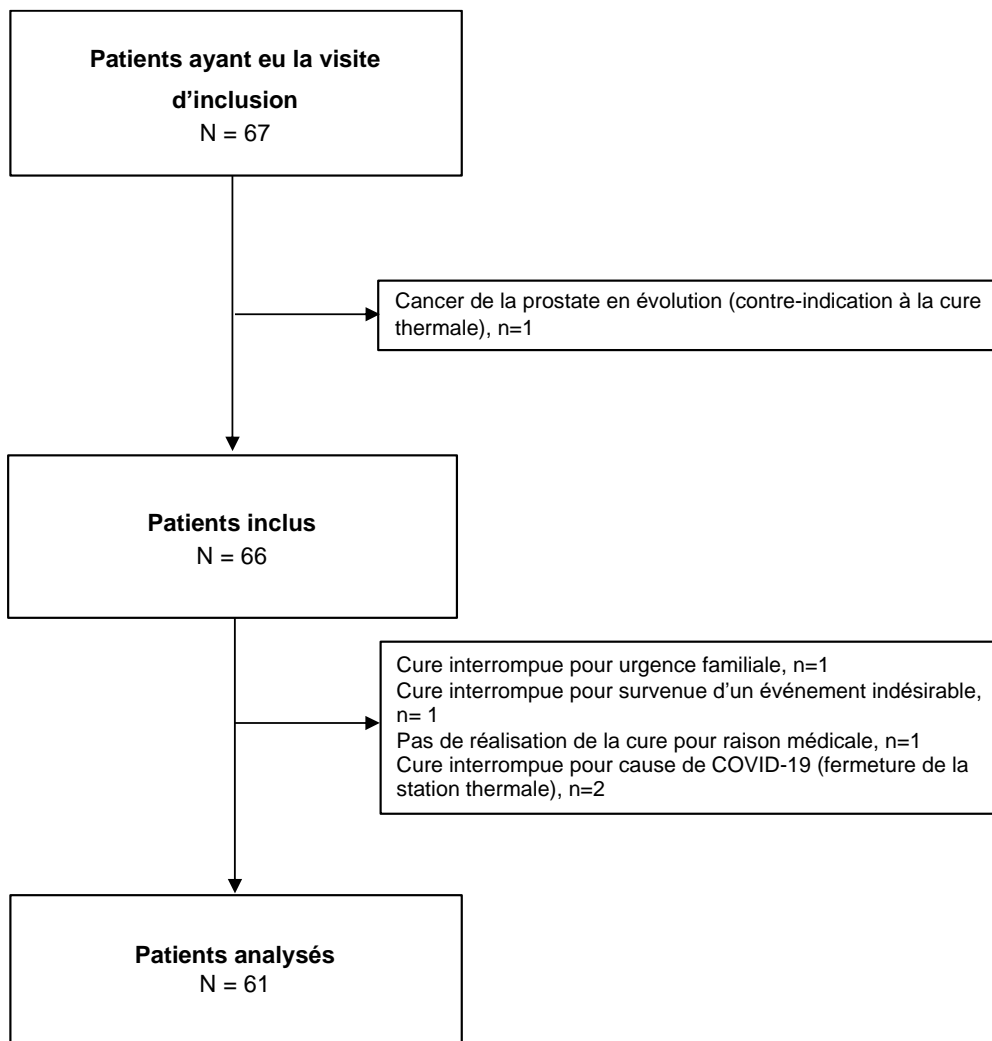 Patients ayant eu la visite
d’inclusion
N = 67
Cancer de la prostate en évolution (contre-indication à la cure
thermale), n=1
Patients inclus
N = 66
Cure interrompue pour urgence familiale, n=1
Cure interrompue pour survenue d’un événement indésirable,
n= 1
Pas de réalisation de la cure pour raison médicale, n=1
Cure interrompue pour cause de COVID-19 (fermeture de la
station thermale), n=2
Patients analysés
N = 61